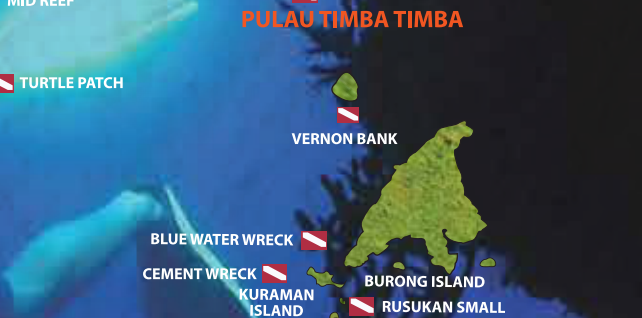 MID REEF
PULAU TIMBA TIMBA
TURTLE PATCH
VERNON BANK
BLUE WATER WRECK
CEMENT WRECK
BURONG ISLAND
KURAMAN
ISLAND
RUSUKAN SMALL